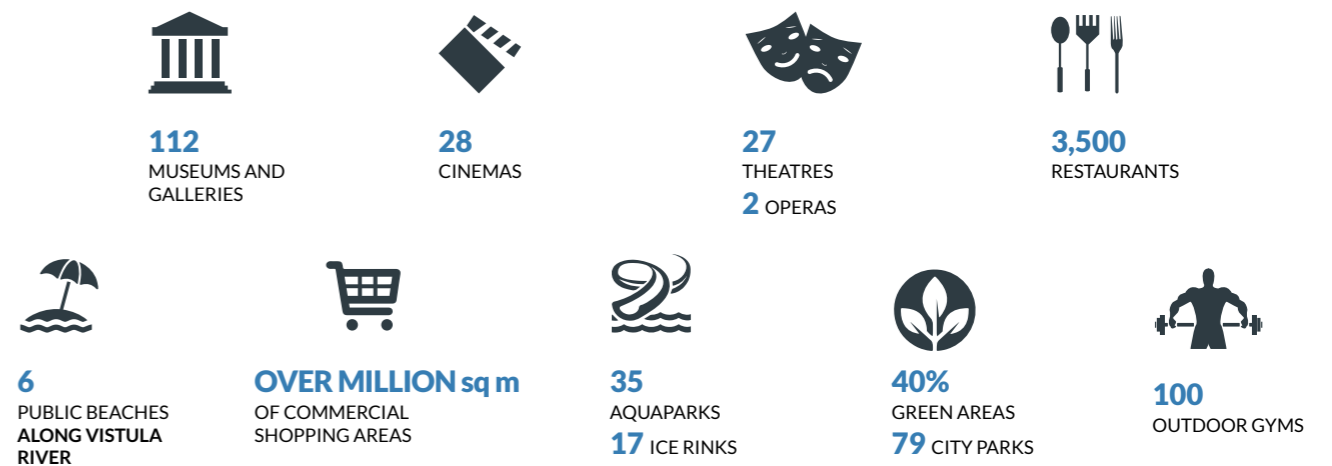 112
MUSEUMS AND
GALLERIES
28
CINEMAS
27
THEATRES
2 OPERAS
3,500
RESTAURANTS
6
PUBLIC BEACHES
ALONG VISTULA
RIVER
OVER MILLION sq m
OF COMMERCIAL
SHOPPING AREAS
35
AQUAPARKS
17 ICE RINKS
40%
GREEN AREAS
79 CITY PARKS
100
OUTDOOR GYMS